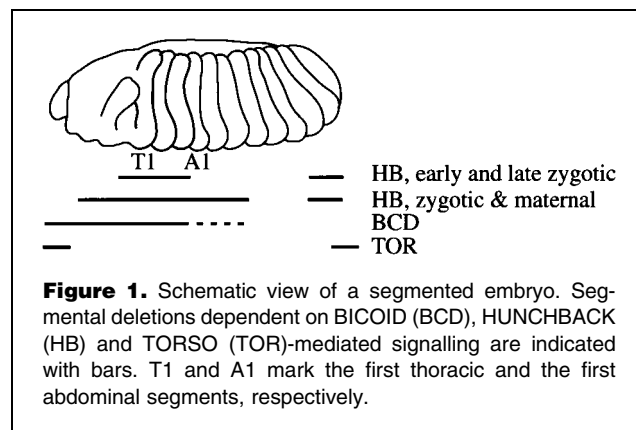 T1 A1
HB, early and late zygotic
HB, zygotic & maternal
BCD
TOR
Figure 1. Schematic view of a segmented embryo. Seg-
mental deletions dependent on BICOID (BCD), HUNCHBACK
(HB) and TORSO (TOR)-mediated signalling are indicated
with bars. T1 and A1 mark the first thoracic and the first
abdominal segments, respectively.